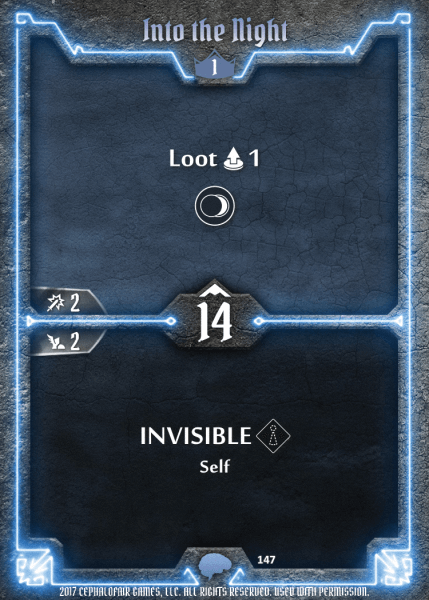 Into the Night
1
Loot 1
2
14
2
INVISIBLE
Self
147
2017 CEPHALOFAIR GAMES, LLC. ALL RIGHTS RESERVED. USED WITH PERMISSION.